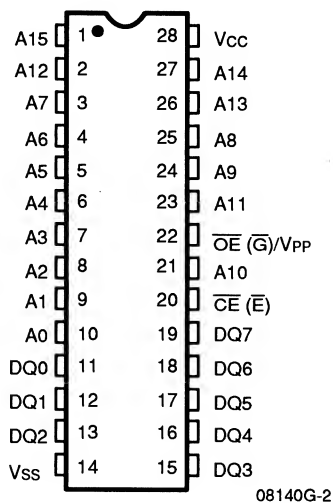 A15 1 28 VCC
A12 2 27 A14
A7 3 26 A13
A6 4 25 A8
A5 5 24 A9
A4 6 23 A11
A3 7 22 O̅E̅ (G̅)/VPP
A2 8 21 A10
A1 9 20 C̅E̅ (E̅)
A0 10 19 DQ7
DQ0 11 18 DQ6
DQ1 12 17 DQ5
DQ2 13 16 DQ4
VSS 14 15 DQ3
08140G-2